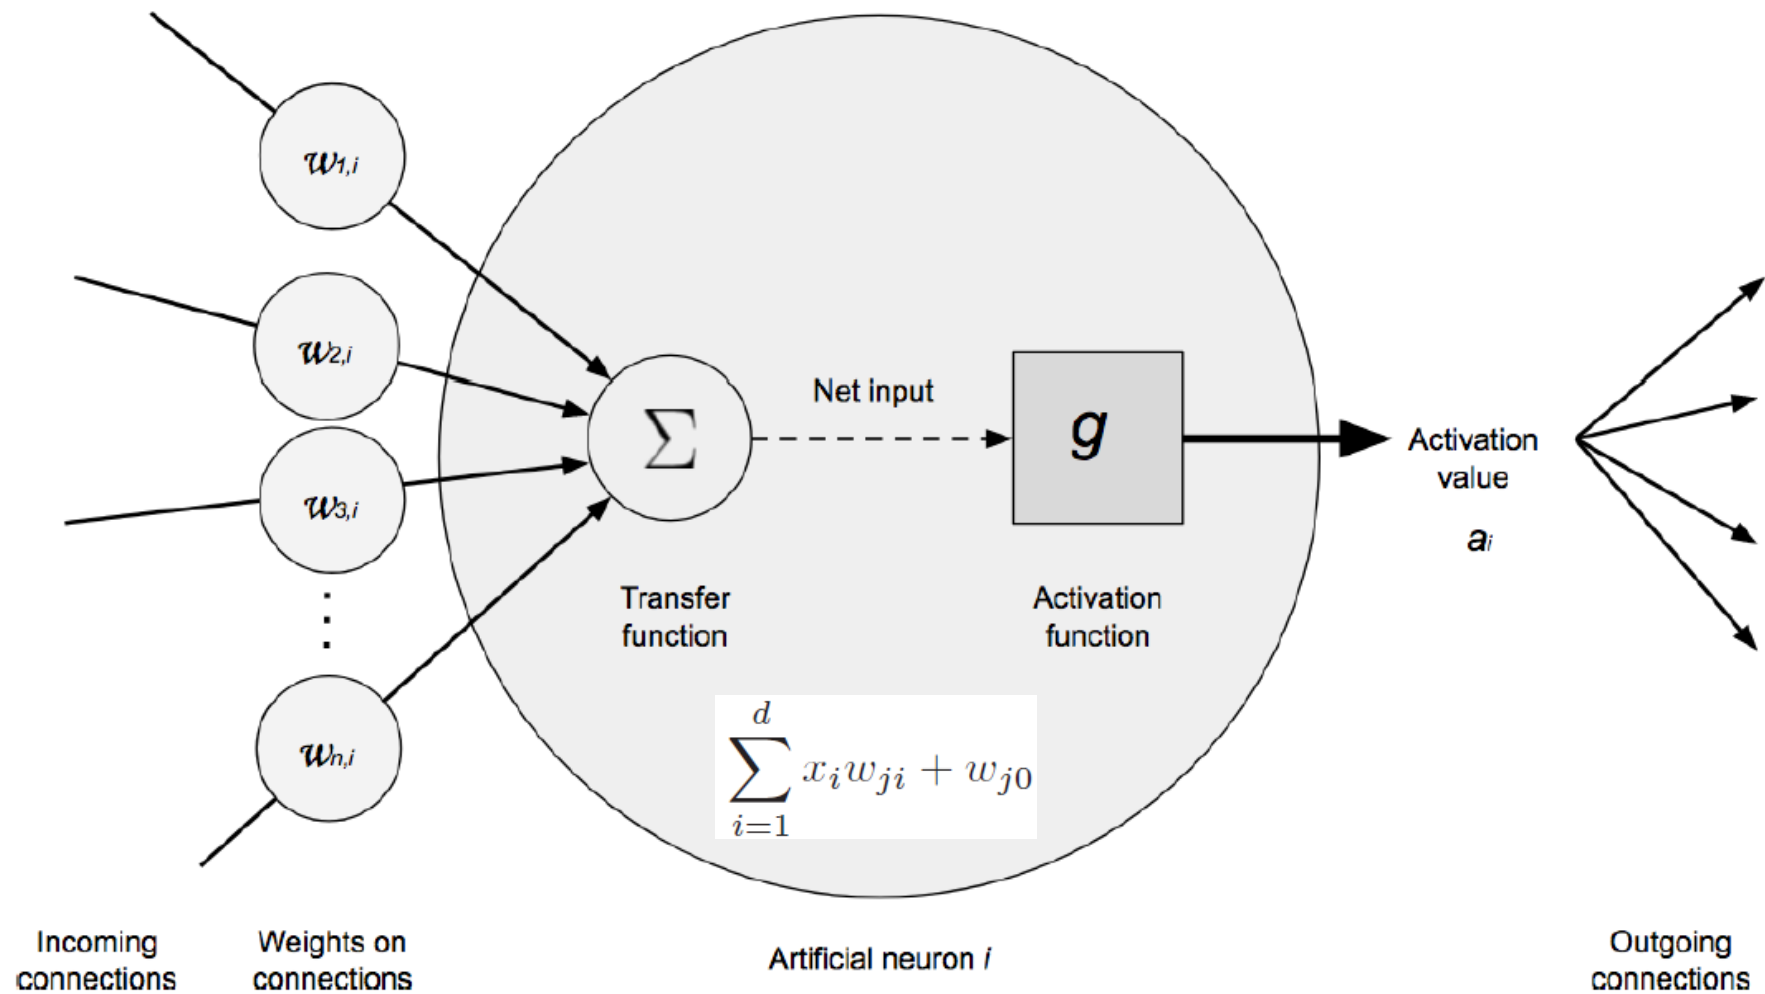 w1,i
w2,i
w3,i
⋮
wn,i
Σ
Net input
g
Activation
value
ai
Transfer
function
Activation
function
d
∑ xiwji + wj0
i=1
Incoming
connections
Weights on
connections
Artificial neuron i
Outgoing
connections